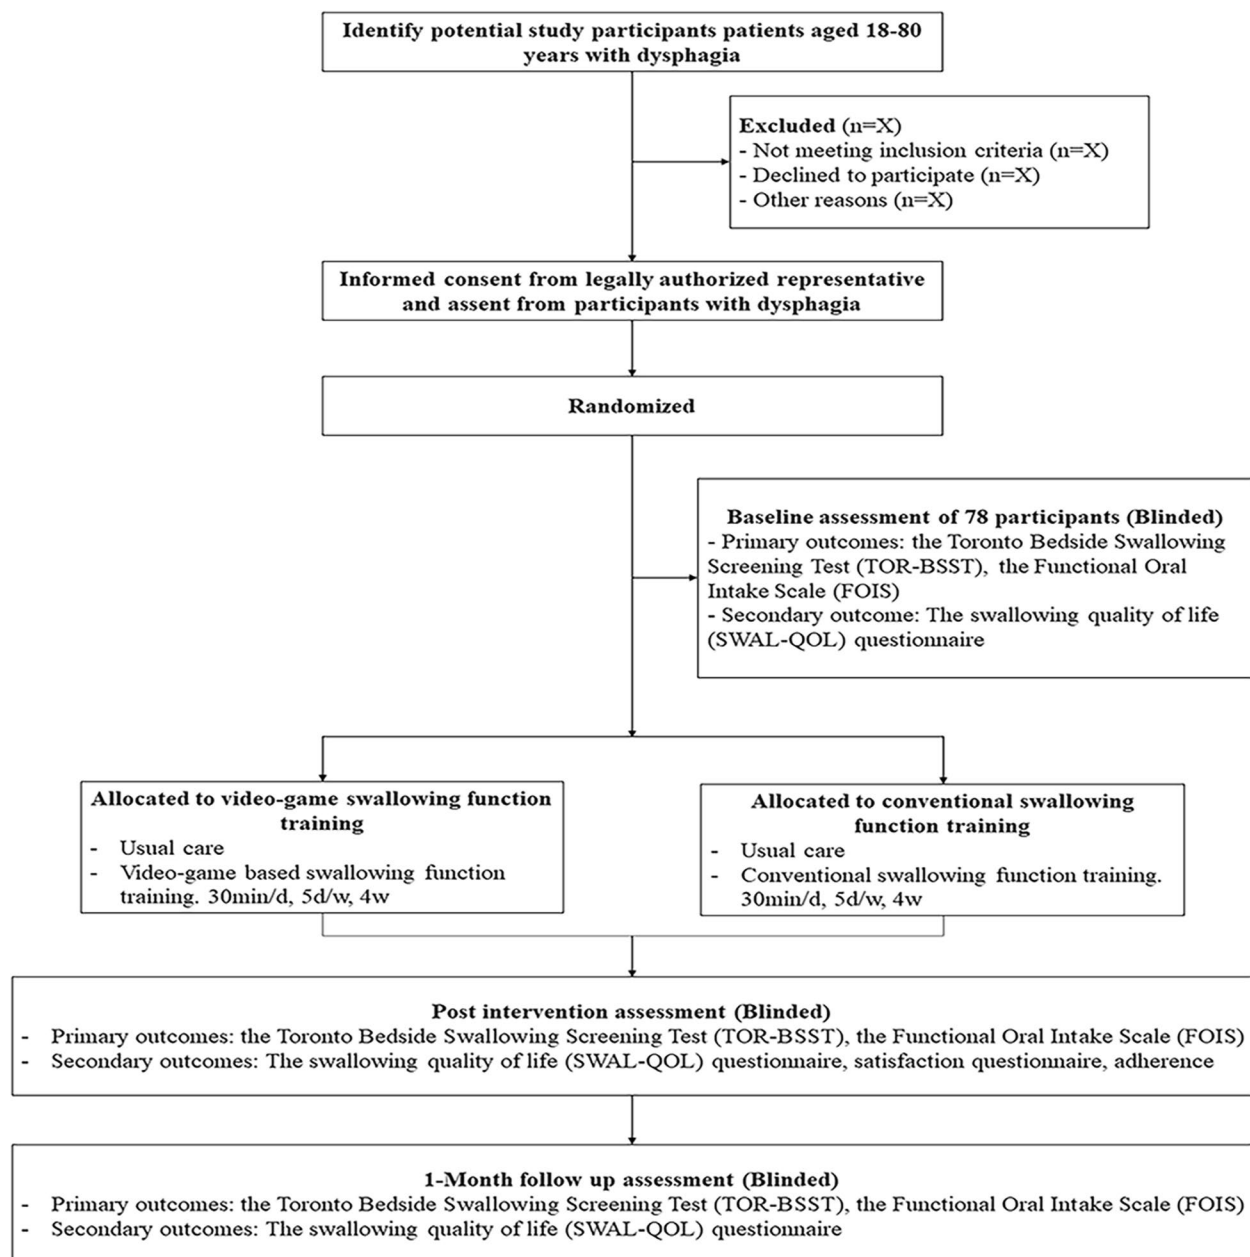 Identify potential study participants patients aged 18-80
years with dysphagia
Excluded (n=X)
- Not meeting inclusion criteria (n=X)
- Declined to participate (n=X)
- Other reasons (n=X)
Informed consent from legally authorized representative
and assent from participants with dysphagia
Randomized
Baseline assessment of 78 participants (Blinded)
- Primary outcomes: the Toronto Bedside Swallowing
Screening Test (TOR-BSST), the Functional Oral
Intake Scale (FOIS)
- Secondary outcome: The swallowing quality of life
(SWAL-QOL) questionnaire
Allocated to video-game swallowing function
training
- Usual care
- Video-game based swallowing function
training. 30min/d, 5d/w, 4w
Allocated to conventional swallowing
function training
- Usual care
- Conventional swallowing function training.
30min/d, 5d/w, 4w
Post intervention assessment (Blinded)
- Primary outcomes: the Toronto Bedside Swallowing Screening Test (TOR-BSST), the Functional Oral Intake Scale (FOIS)
- Secondary outcomes: The swallowing quality of life (SWAL-QOL) questionnaire, satisfaction questionnaire, adherence
1-Month follow up assessment (Blinded)
- Primary outcomes: the Toronto Bedside Swallowing Screening Test (TOR-BSST), the Functional Oral Intake Scale (FOIS)
- Secondary outcomes: The swallowing quality of life (SWAL-QOL) questionnaire